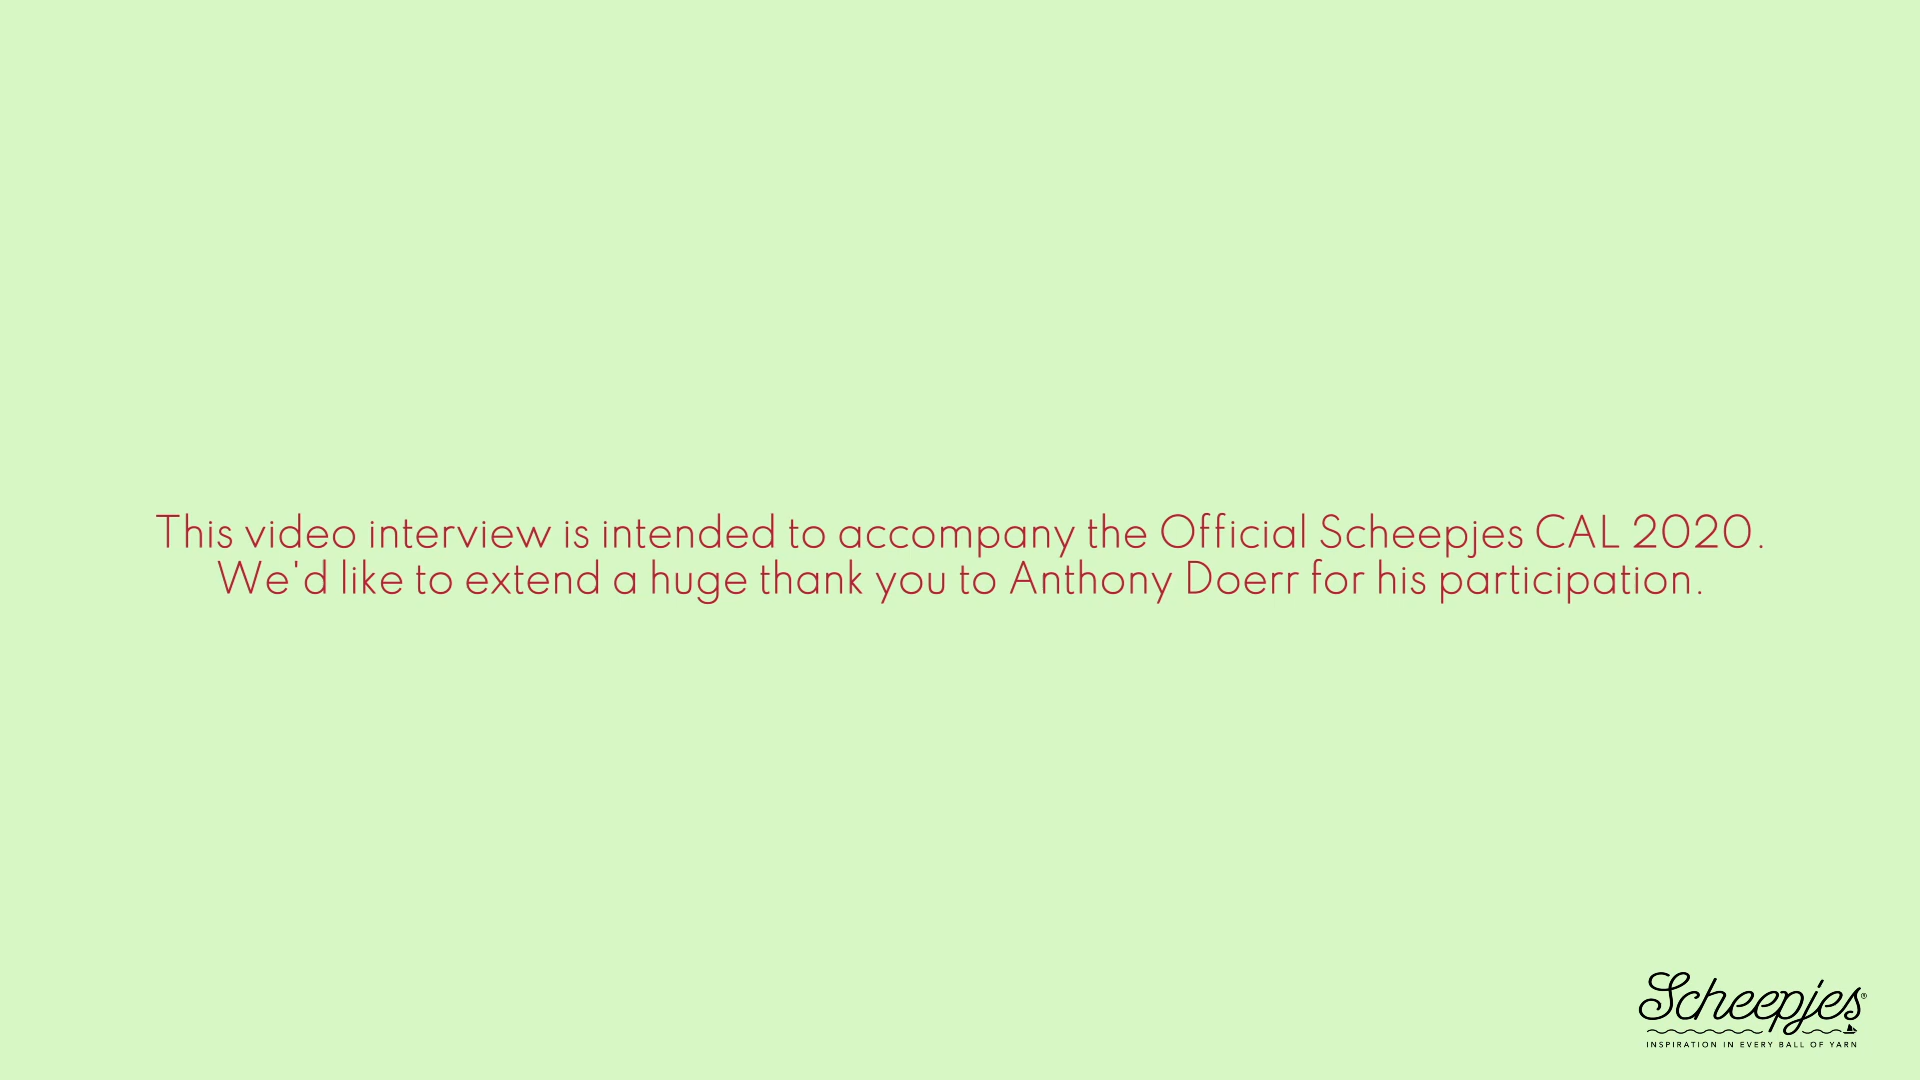 This video interview is intended to accompany the Official Scheepjes CAL 2020.
We'd like to extend a huge thank you to Anthony Doerr for his participation.
Scheepjes®
INSPIRATION IN EVERY BALL OF YARN